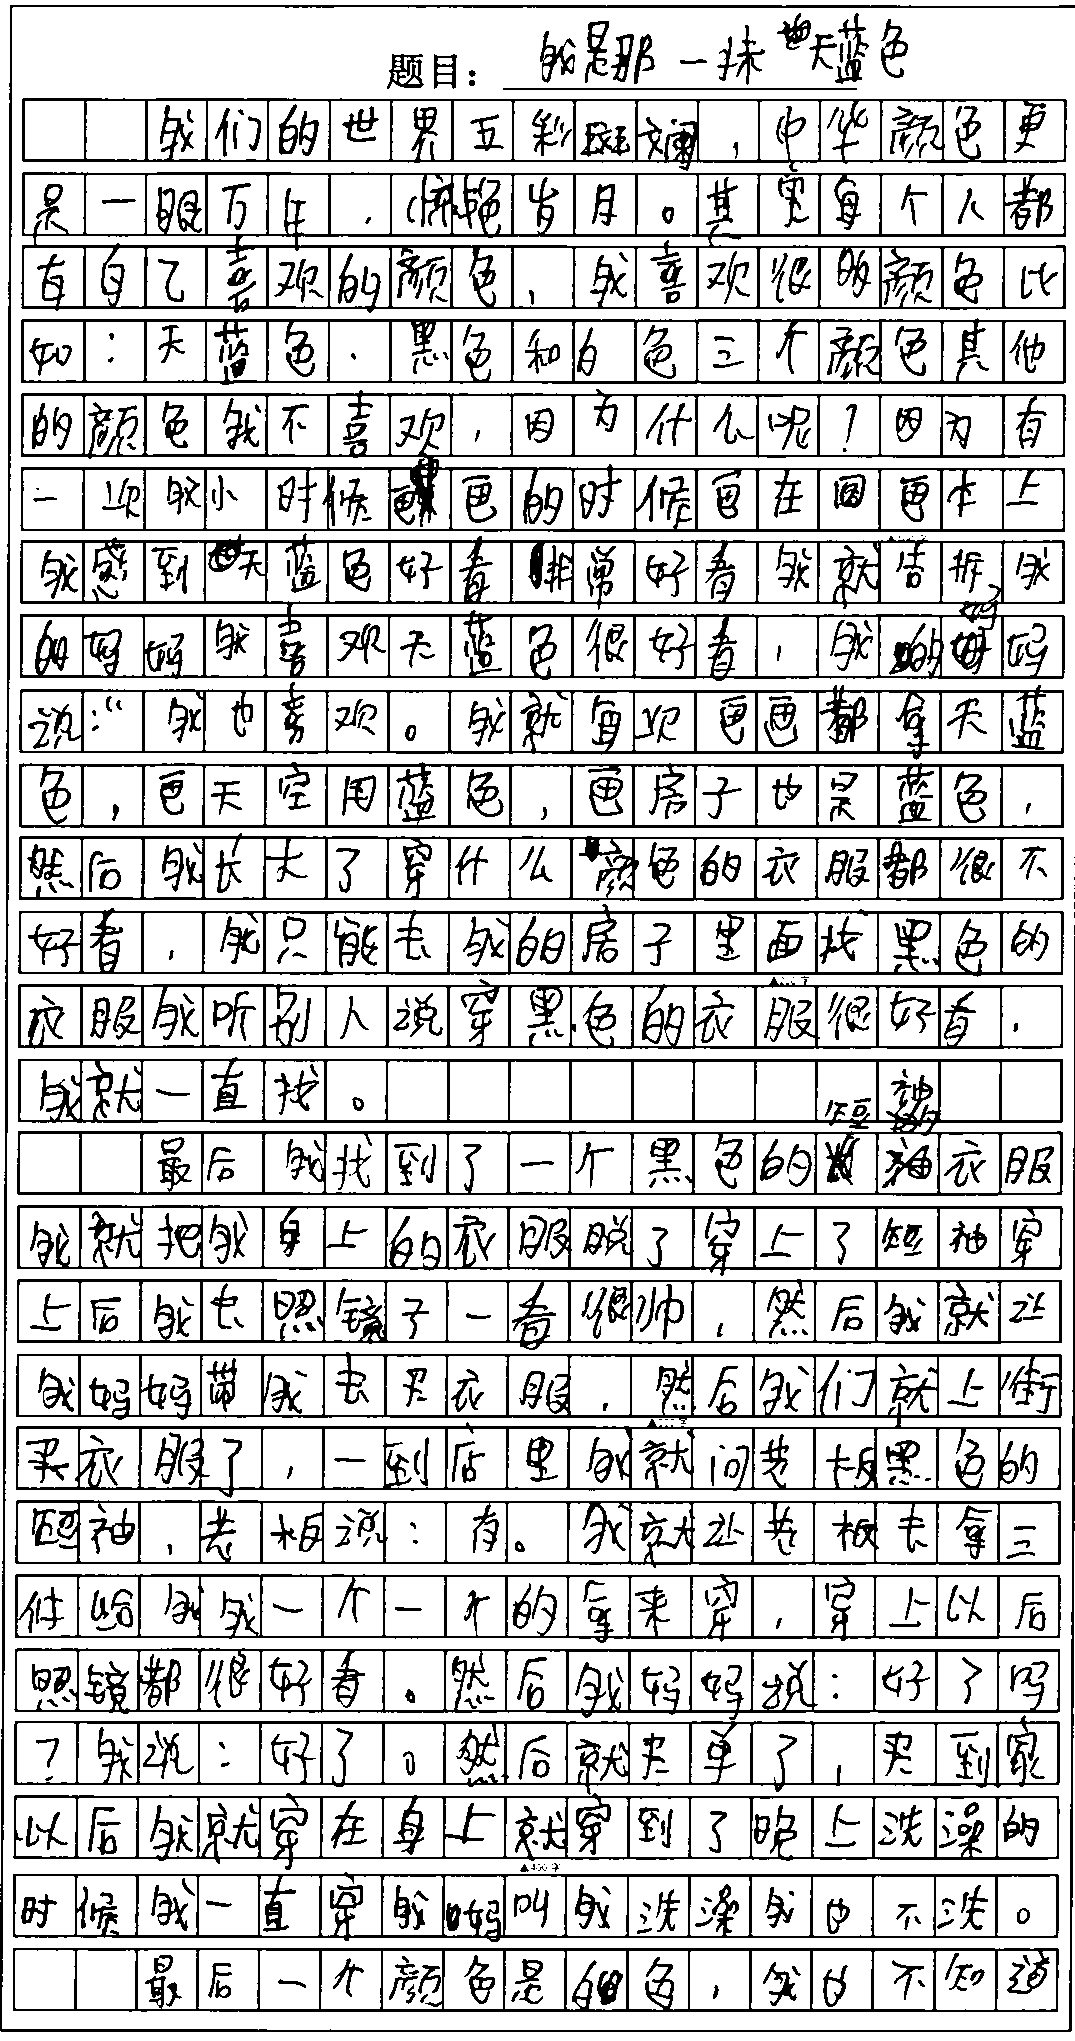 题目：我是那一抹天蓝色
我们的世界五彩斑斓，中华颜色更
是一眼万年，惊艳岁月。其实每个人都
有自己喜欢的颜色，我喜欢很的颜色比
如：天蓝色、黑色和白色三个颜色其他
的颜色我不喜欢，因为什么呢？因为有
一次我小时候画画的时候画在图画本上
我感到天蓝色好看非常好看我就告拆我
的妈妈我喜欢天蓝色很好看，我的妈妈
说：“我也喜欢。我就每次画画都拿天蓝
色，画天空用蓝色，画房子也是蓝色，
然后我长大了穿什么颜色的衣服都很不
好看，我只能去我的房子里面找黑色的
衣服我听别人说穿黑色的衣服很好看，
我就一直找。
最后我找到了一个黑色的短袖衣服
我就把我身上的衣服脱了穿上了短袖穿
上后我去照镜子一看很帅，然后我就让
我妈妈带我去买衣服，然后我们就上街
买衣服了，一到店里我就问老板黑色的
短袖，老板说：有。我就让老板去拿三
件给我我一个一个的拿来穿，穿上以后
照镜都很好看。然后我妈妈说：好了吗
？我说：好了。然后就买单了，买到家
以后我就穿在身上就穿到了晚上洗澡的
时候我一直穿我妈叫我洗澡我也不洗。
最后一个颜色是白色，我也不知道